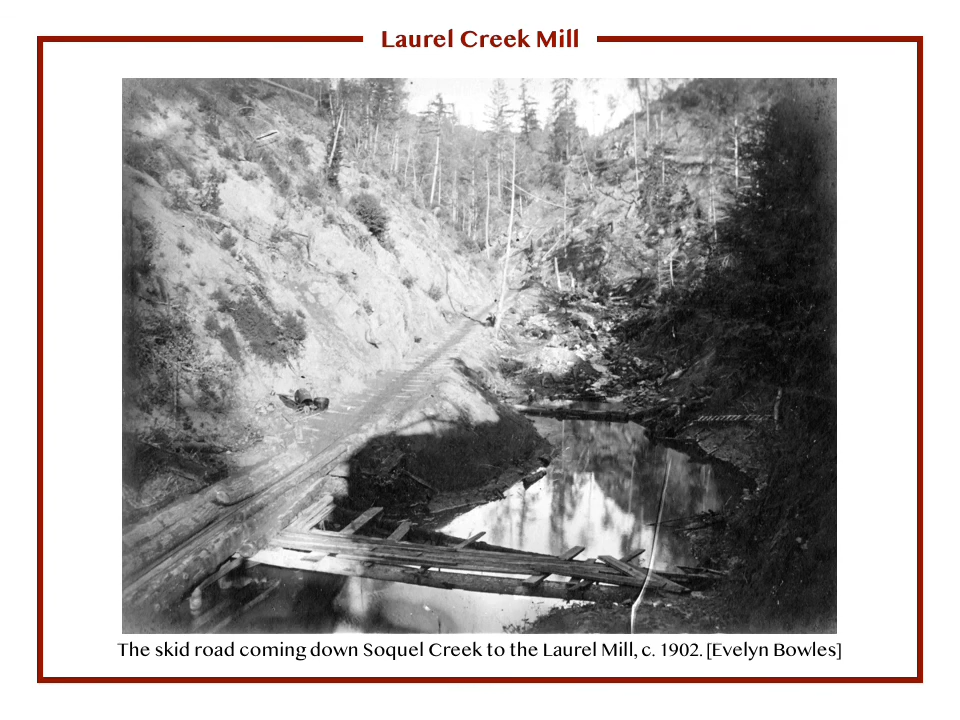 Laurel Creek Mill
The skid road coming down Soquel Creek to the Laurel Mill, c. 1902. [Evelyn Bowles]